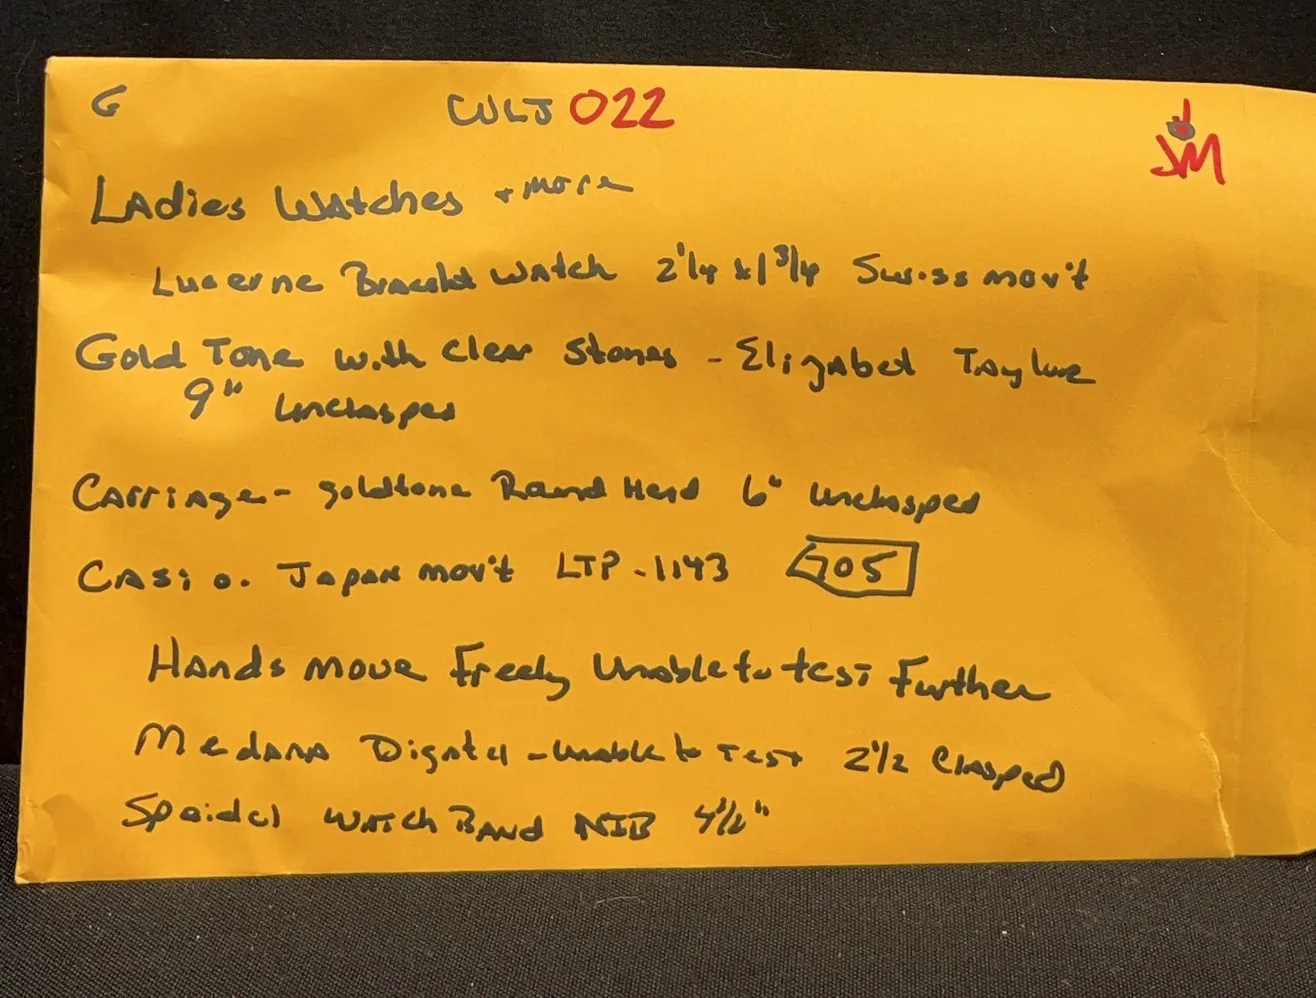 G CWLJ 022 JM
LAdies WAtches + more
Lucerne Bracelet WAtch 2 1/4 x 1 3/4 Swiss mov't
Gold Tone with Clear Stones - Elizabet Taylor
9" Unclasped
CArriAge - goldtone Round Head 6" Unclasped
CASiO. JApAn mov't LTP-1143 705
HAnds move Freely UnAble to test Further
MedAnA Digital - UnAble to Test 2 1/2 Clasped
Speidel WAtch BANd NIB 4 1/2"